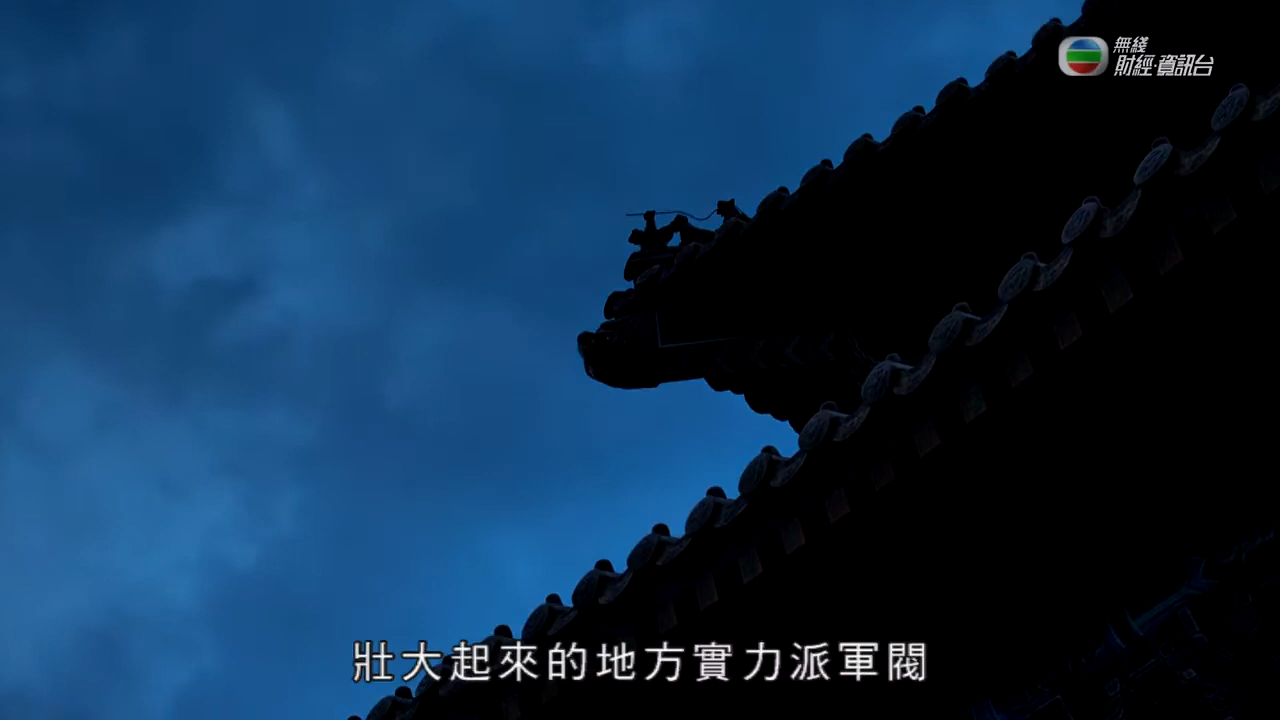 無綫
財經·資訊台
壯大起來的地方實力派軍閥